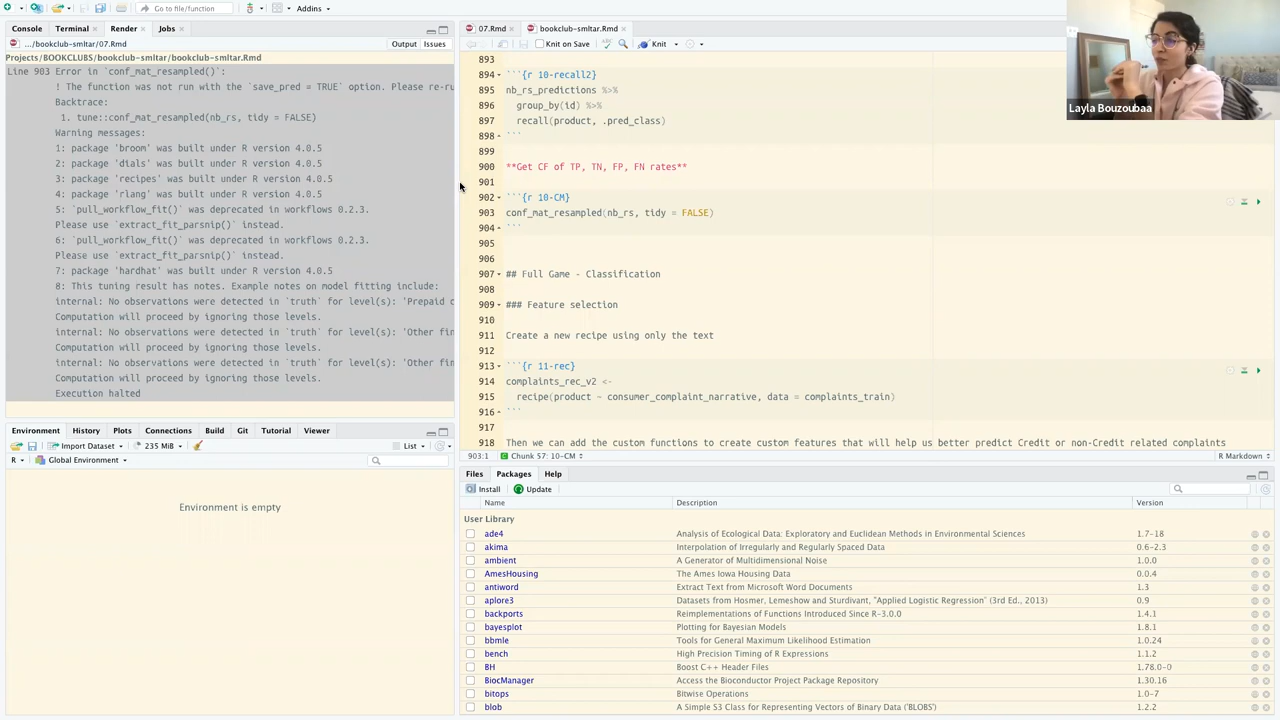 Go to file/function
Addins
Console
Terminal
Render
Jobs
.../bookclub-smltar/07.Rmd
Output
Issues
Projects/BOOKCLUBS/bookclub-smltar/bookclub-smltar.Rmd
Line 903 Error in `conf_mat_resampled()`:
! The function was not run with the `save_pred = TRUE` option. Please re-ru
Backtrace:
1. tune::conf_mat_resampled(nb_rs, tidy = FALSE)
Warning messages:
1: package 'broom' was built under R version 4.0.5
2: package 'dials' was built under R version 4.0.5
3: package 'recipes' was built under R version 4.0.5
4: package 'rlang' was built under R version 4.0.5
5: `pull_workflow_fit()` was deprecated in workflows 0.2.3.
Please use `extract_fit_parsnip()` instead.
6: `pull_workflow_fit()` was deprecated in workflows 0.2.3.
Please use `extract_fit_parsnip()` instead.
7: package 'hardhat' was built under R version 4.0.5
8: This tuning result has notes. Example notes on model fitting include:
internal: No observations were detected in `truth` for level(s): 'Prepaid c
Computation will proceed by ignoring those levels.
internal: No observations were detected in `truth` for level(s): 'Other fin
Computation will proceed by ignoring those levels.
internal: No observations were detected in `truth` for level(s): 'Other fin
Computation will proceed by ignoring those levels.
Execution halted
Environment
History
Plots
Connections
Build
Git
Tutorial
Viewer
Import Dataset
235 MiB
List
R
Global Environment
Environment is empty
07.Rmd
bookclub-smltar.Rmd
Knit on Save
Knit
893
894 ```{r 10-recall2}
895 nb_rs_predictions %>%
896 group_by(id) %>%
897 recall(product, .pred_class)
898 ```
899
900 **Get CF of TP, TN, FP, FN rates**
901
902 ```{r 10-CM}
903 conf_mat_resampled(nb_rs, tidy = FALSE)
904 ```
905
906
907 ## Full Game - Classification
908
909 ### Feature selection
910
911 Create a new recipe using only the text
912
913 ```{r 11-rec}
914 complaints_rec_v2 <-
915 recipe(product ~ consumer_complaint_narrative, data = complaints_train)
916 ```
917
918 Then we can add the custom functions to create custom features that will help us better predict Credit or non-Credit related complaints
903:1
Chunk 57: 10-CM
R Markdown
Files
Packages
Help
Install
Update
Name Description Version
User Library
ade4 Analysis of Ecological Data: Exploratory and Euclidean Methods in Environmental Sciences 1.7-18
akima Interpolation of Irregularly and Regularly Spaced Data 0.6-2.3
ambient A Generator of Multidimensional Noise 1.0.0
AmesHousing The Ames Iowa Housing Data 0.0.4
antiword Extract Text from Microsoft Word Documents 1.3
aplore3 Datasets from Hosmer, Lemeshow and Sturdivant, "Applied Logistic Regression" (3rd Ed., 2013) 0.9
backports Reimplementations of Functions Introduced Since R-3.0.0 1.4.1
bayesplot Plotting for Bayesian Models 1.8.1
bbmle Tools for General Maximum Likelihood Estimation 1.0.24
bench High Precision Timing of R Expressions 1.1.2
BH Boost C++ Header Files 1.78.0-0
BiocManager Access the Bioconductor Project Package Repository 1.30.16
bitops Bitwise Operations 1.0-7
blob A Simple S3 Class for Representing Vectors of Binary Data ('BLOBS') 1.2.2
Layla Bouzoubaa